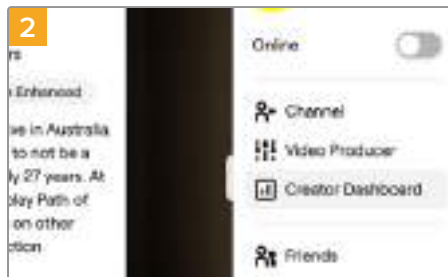 2
rs
Enhanced
ve in Australia
to not be a
ly 27 years. At
play Path of
on other
ction
Online
Channel
Video Producer
Creator Dashboard
Friends